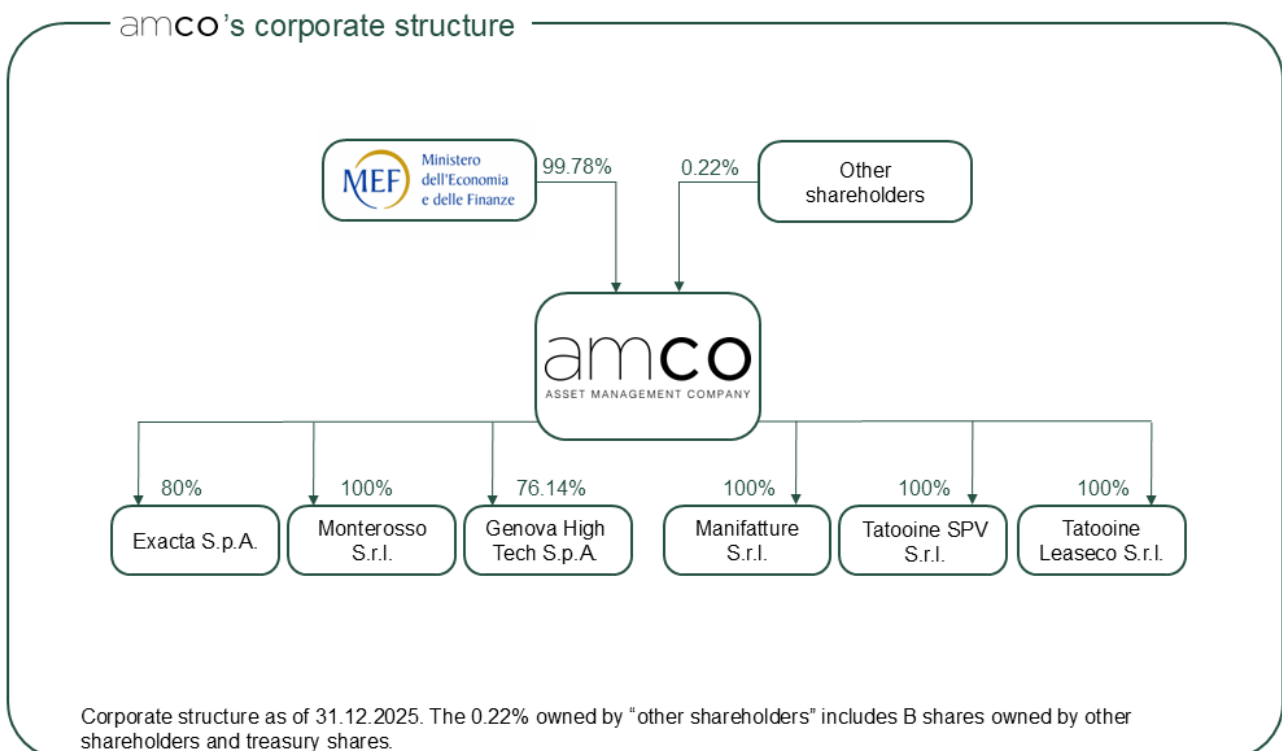 amco's corporate structure
MEF
Ministero
dell'Economia
e delle Finanze
99.78%
0.22%
Other
shareholders
amco
ASSET MANAGEMENT COMPANY
80%
100%
76.14%
100%
100%
100%
Exacta S.p.A.
Monterosso
S.r.l.
Genova High
Tech S.p.A.
Manifatture
S.r.l.
Tatooine SPV
S.r.l.
Tatooine
Leaseco S.r.l.
Corporate structure as of 31.12.2025. The 0.22% owned by “other shareholders” includes B shares owned by other
shareholders and treasury shares.